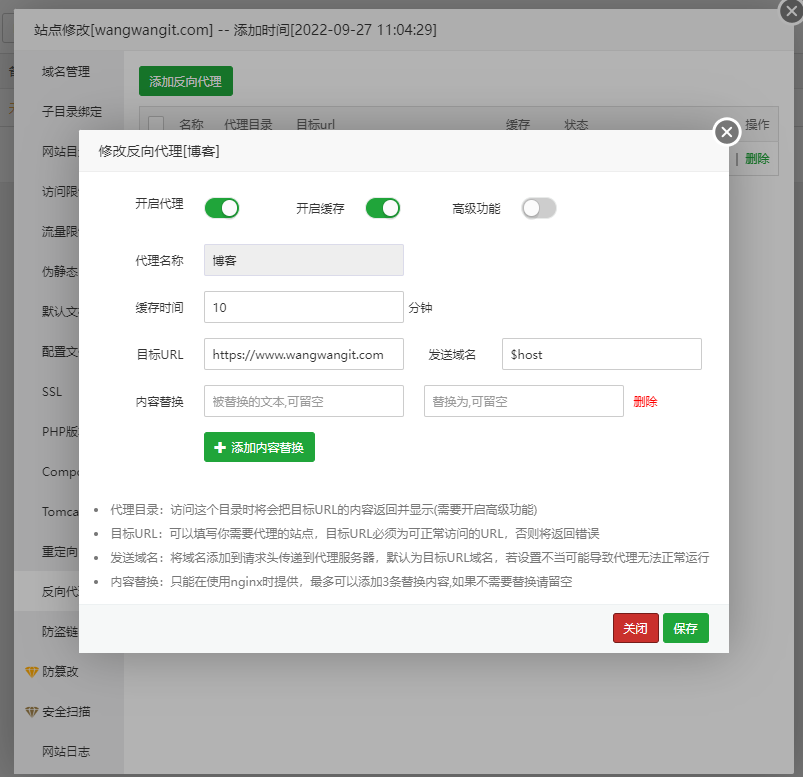 站点修改[wangwangit.com] -- 添加时间[2022-09-27 11:04:29]
域名管理
添加反向代理
子目录绑定
名称 代理目录 目标url 缓存 状态 操作
网站目
修改反向代理[博客]
| 删除
访问限
开启代理 开启缓存 高级功能
流量限
代理名称 博客
伪静态
缓存时间 10 分钟
默认文
目标URL https://www.wangwangit.com 发送域名 $host
配置文
SSL
内容替换 被替换的文本,可留空 替换为,可留空 删除
PHP版
添加内容替换
Compo
Tomca
代理目录：访问这个目录时将会把目标URL的内容返回并显示(需要开启高级功能)
目标URL：可以填写你需要代理的站点，目标URL必须为可正常访问的URL，否则将返回错误
重定向
发送域名：将域名添加到请求头传递到代理服务器，默认为目标URL域名，若设置不当可能导致代理无法正常运行
内容替换：只能在使用nginx时提供，最多可以添加3条替换内容,如果不需要替换请留空
反向代
防盗链
关闭 保存
防篡改
安全扫描
网站日志